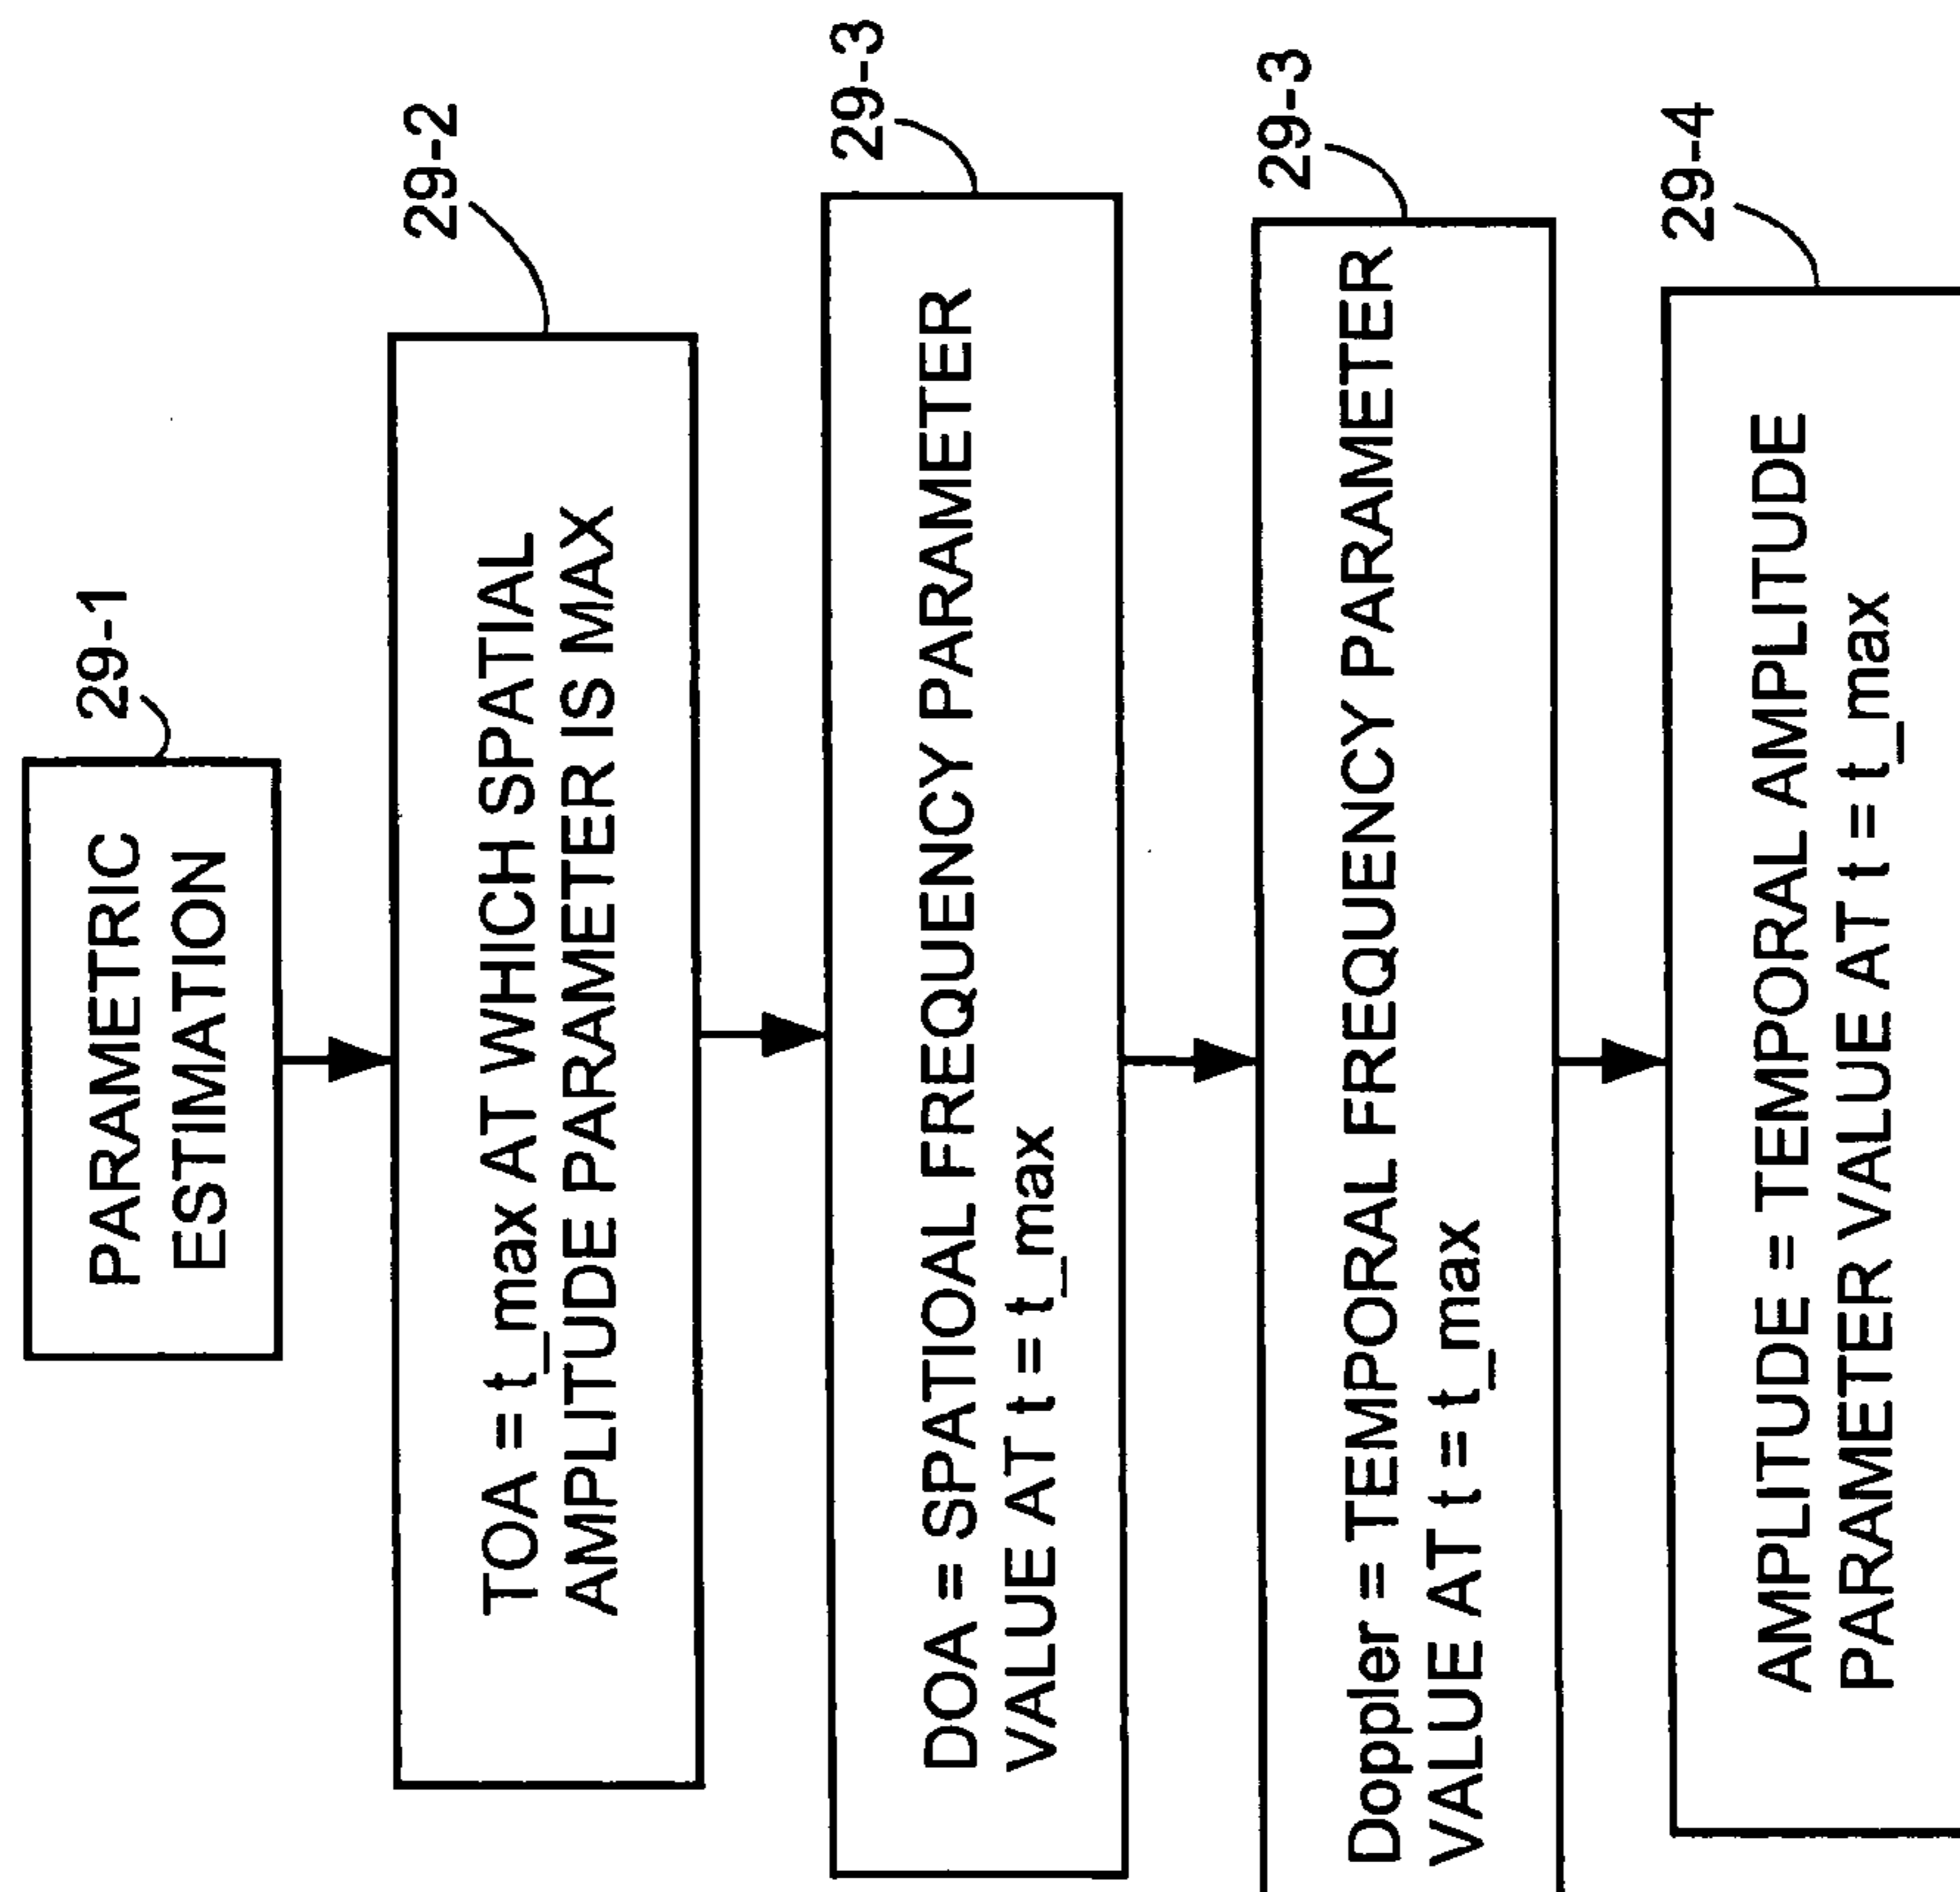 29-1
PARAMETRIC
ESTIMATION
29-2
TOA = t_max AT WHICH SPATIAL
AMPLITUDE PARAMETER IS MAX
29-3
DOA = SPATIOAL FREQUENCY PARAMETER
VALUE AT t = t_max
29-3
Doppler = TEMPORAL FREQUENCY PARAMETER
VALUE AT t = t_max
29-4
AMPLITUDE = TEMPORAL AMPLITUDE
PARAMETER VALUE AT t = t_max